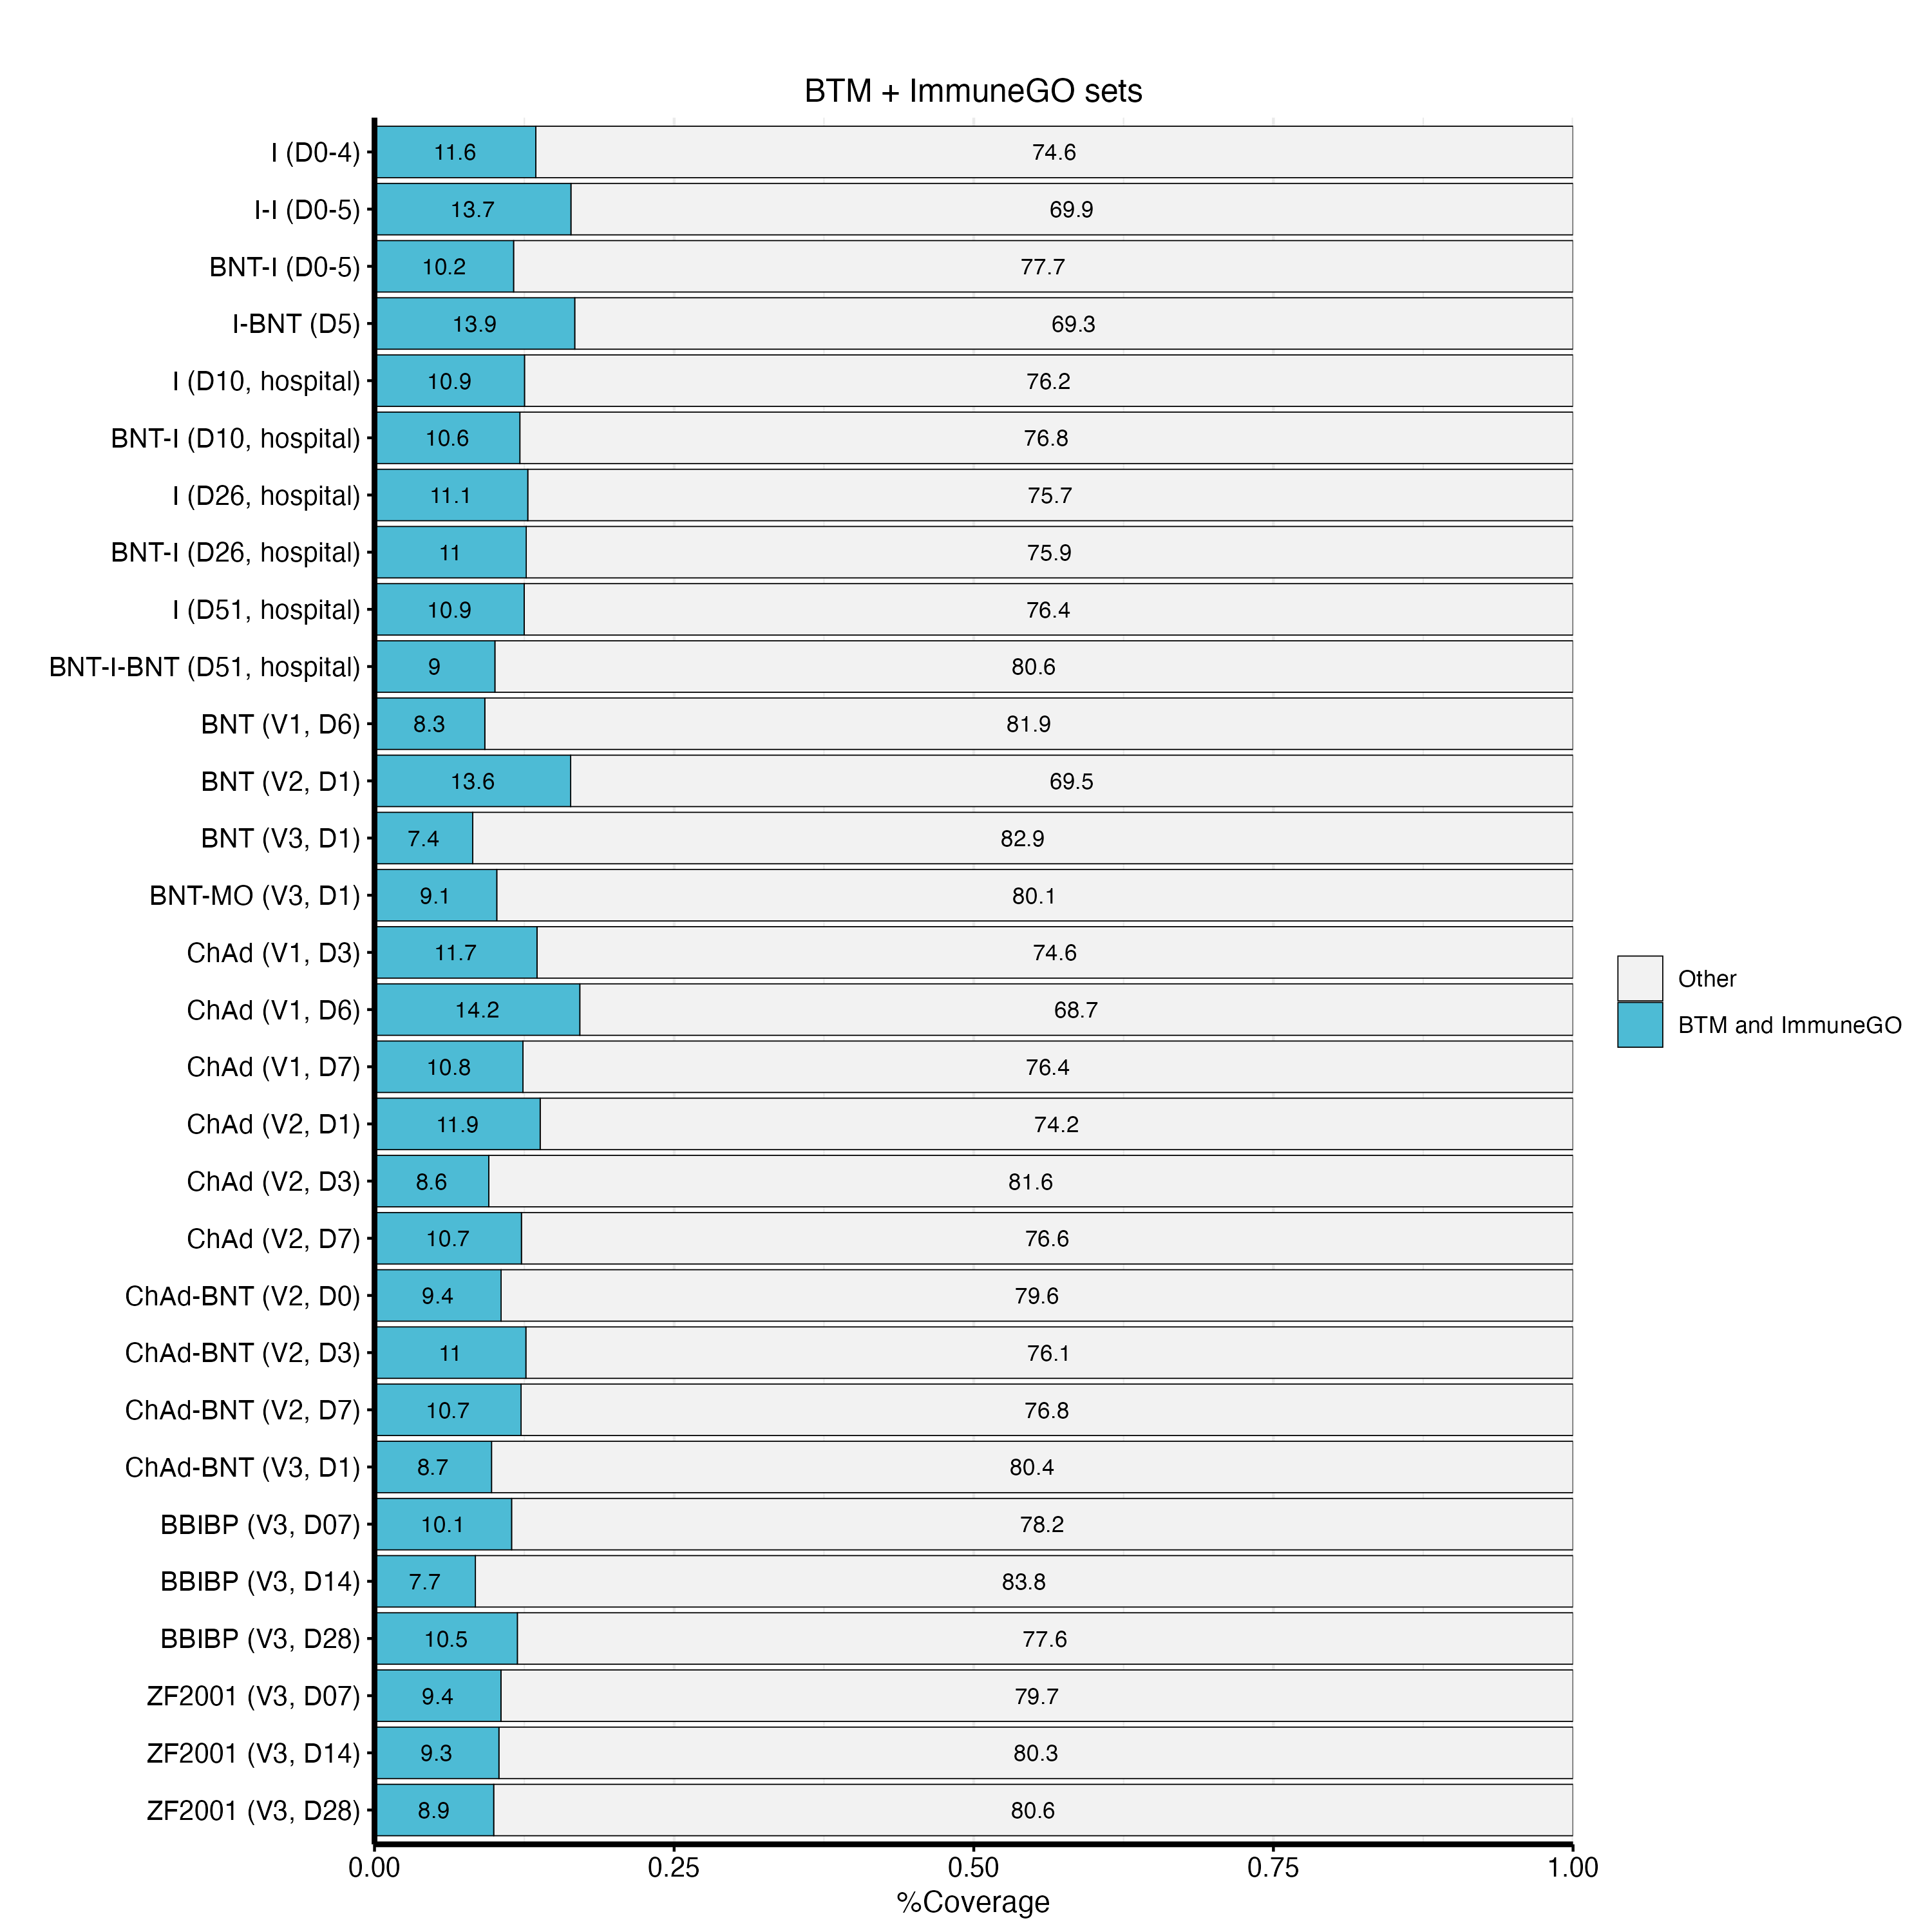 BTM + ImmuneGO sets
I (D0-4) 11.6 74.6
I-I (D0-5) 13.7 69.9
BNT-I (D0-5) 10.2 77.7
I-BNT (D5) 13.9 69.3
I (D10, hospital) 10.9 76.2
BNT-I (D10, hospital) 10.6 76.8
I (D26, hospital) 11.1 75.7
BNT-I (D26, hospital) 11 75.9
I (D51, hospital) 10.9 76.4
BNT-I-BNT (D51, hospital) 9 80.6
BNT (V1, D6) 8.3 81.9
BNT (V2, D1) 13.6 69.5
BNT (V3, D1) 7.4 82.9
BNT-MO (V3, D1) 9.1 80.1
ChAd (V1, D3) 11.7 74.6
ChAd (V1, D6) 14.2 68.7
ChAd (V1, D7) 10.8 76.4
ChAd (V2, D1) 11.9 74.2
ChAd (V2, D3) 8.6 81.6
ChAd (V2, D7) 10.7 76.6
ChAd-BNT (V2, D0) 9.4 79.6
ChAd-BNT (V2, D3) 11 76.1
ChAd-BNT (V2, D7) 10.7 76.8
ChAd-BNT (V3, D1) 8.7 80.4
BBIBP (V3, D07) 10.1 78.2
BBIBP (V3, D14) 7.7 83.8
BBIBP (V3, D28) 10.5 77.6
ZF2001 (V3, D07) 9.4 79.7
ZF2001 (V3, D14) 9.3 80.3
ZF2001 (V3, D28) 8.9 80.6
0.00 0.25 0.50 0.75 1.00
%Coverage
Other
BTM and ImmuneGO